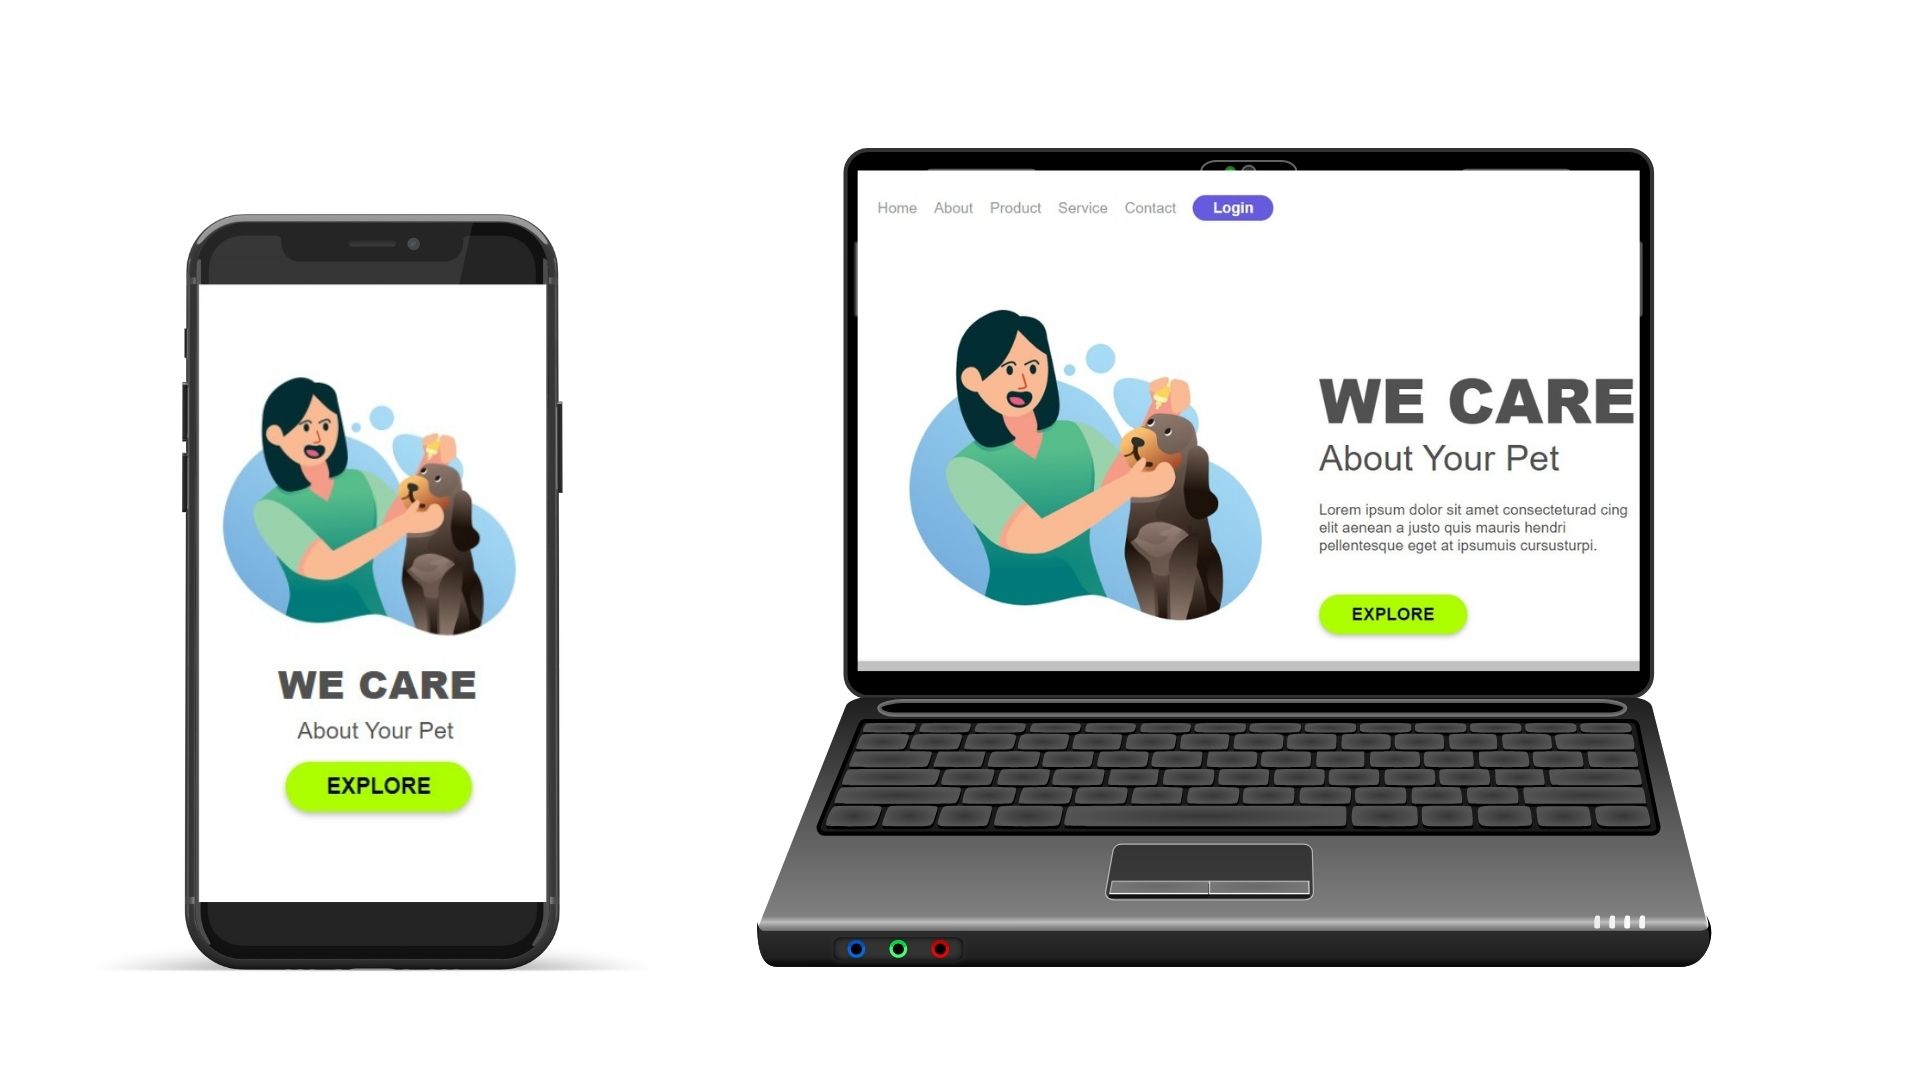 WE CARE
About Your Pet
EXPLORE
Home About Product Service Contact Login
WE CARE
About Your Pet
Lorem ipsum dolor sit amet consecteturad cing
elit aenean a justo quis mauris hendri
pellentesque eget at ipsumuis cursusturpi.
EXPLORE